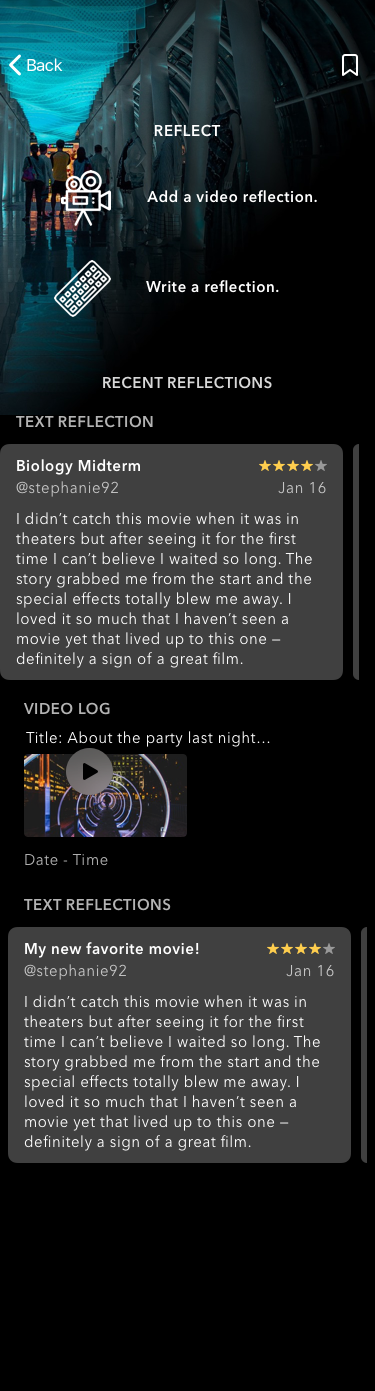 Back
REFLECT
Add a video reflection.
Write a reflection.
RECENT REFLECTIONS
TEXT REFLECTION
Biology Midterm
@stephanie92 Jan 16
I didn’t catch this movie when it was in
theaters but after seeing it for the first
time I can’t believe I waited so long. The
story grabbed me from the start and the
special effects totally blew me away. I
loved it so much that I haven’t seen a
movie yet that lived up to this one –
definitely a sign of a great film.
VIDEO LOG
Title: About the party last night...
Date - Time
TEXT REFLECTIONS
My new favorite movie!
@stephanie92 Jan 16
I didn’t catch this movie when it was in
theaters but after seeing it for the first
time I can’t believe I waited so long. The
story grabbed me from the start and the
special effects totally blew me away. I
loved it so much that I haven’t seen a
movie yet that lived up to this one –
definitely a sign of a great film.